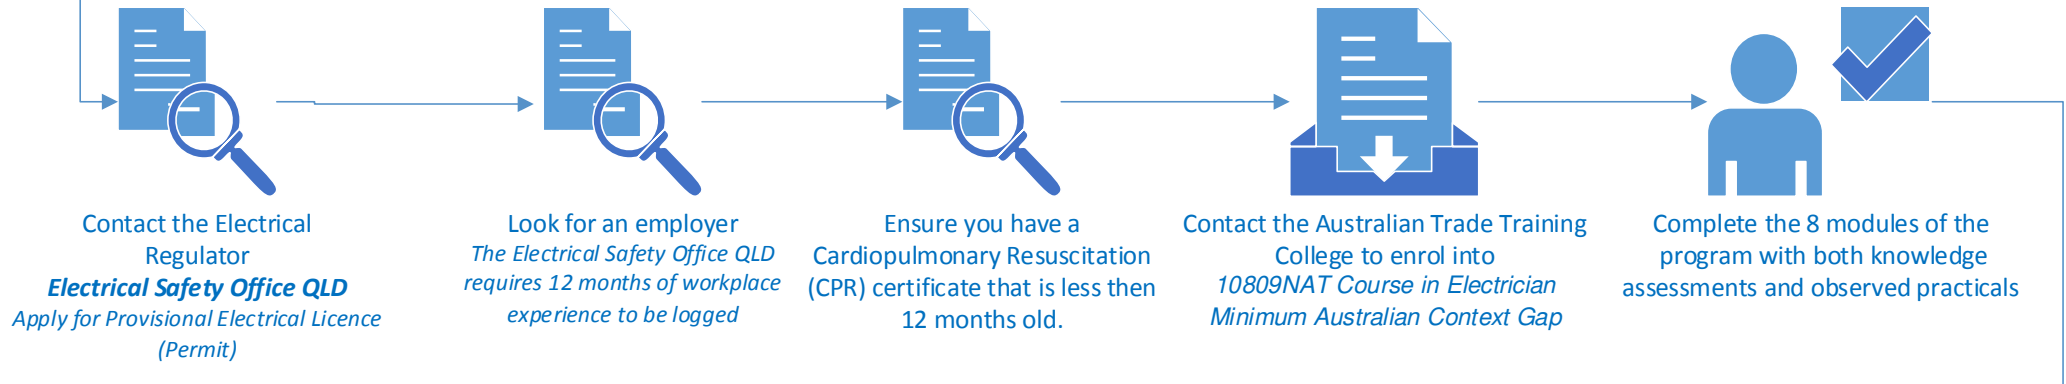 Contact the Electrical
Regulator
Electrical Safety Office QLD
Apply for Provisional Electrical Licence
(Permit)
Look for an employer
The Electrical Safety Office QLD
requires 12 months of workplace
experience to be logged
Ensure you have a
Cardiopulmonary Resuscitation
(CPR) certificate that is less then
12 months old.
Contact the Australian Trade Training
College to enrol into
10809NAT Course in Electrician
Minimum Australian Context Gap
Complete the 8 modules of the
program with both knowledge
assessments and observed practicals